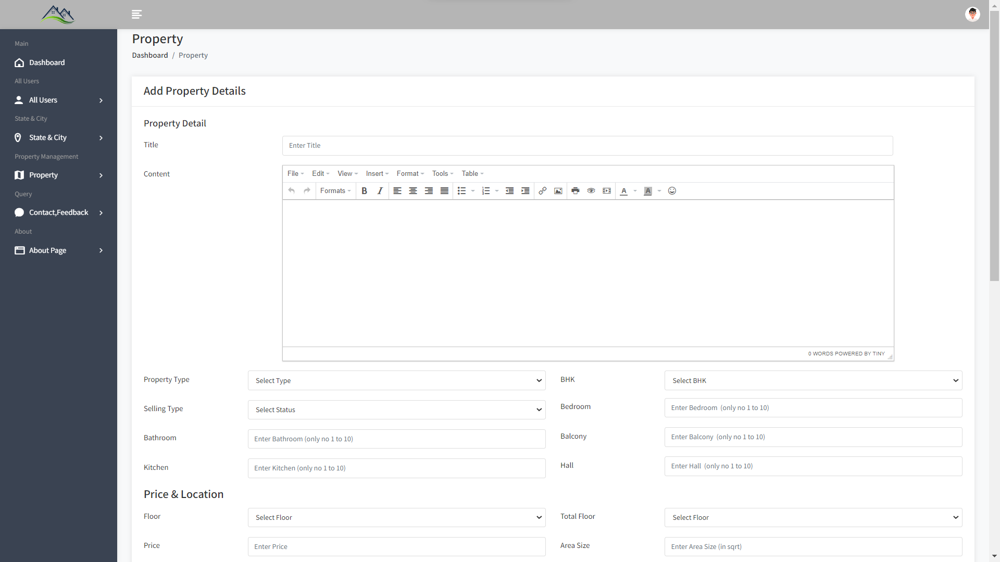 Property
Dashboard / Property
Main
Dashboard
All Users
All Users
State & City
State & City
Property Management
Property
Query
Contact,Feedback
About
About Page
Add Property Details
Property Detail
Title
Enter Title
Content
File Edit View Insert Format Tools Table
Formats B I A A
0 WORDS POWERED BY TINY
Property Type Select Type BHK Select BHK
Selling Type Select Status Bedroom Enter Bedroom (only no 1 to 10)
Bathroom Enter Bathroom (only no 1 to 10) Balcony Enter Balcony (only no 1 to 10)
Kitchen Enter Kitchen (only no 1 to 10) Hall Enter Hall (only no 1 to 10)
Price & Location
Floor Select Floor Total Floor Select Floor
Price Enter Price Area Size Enter Area Size (in sqrt)